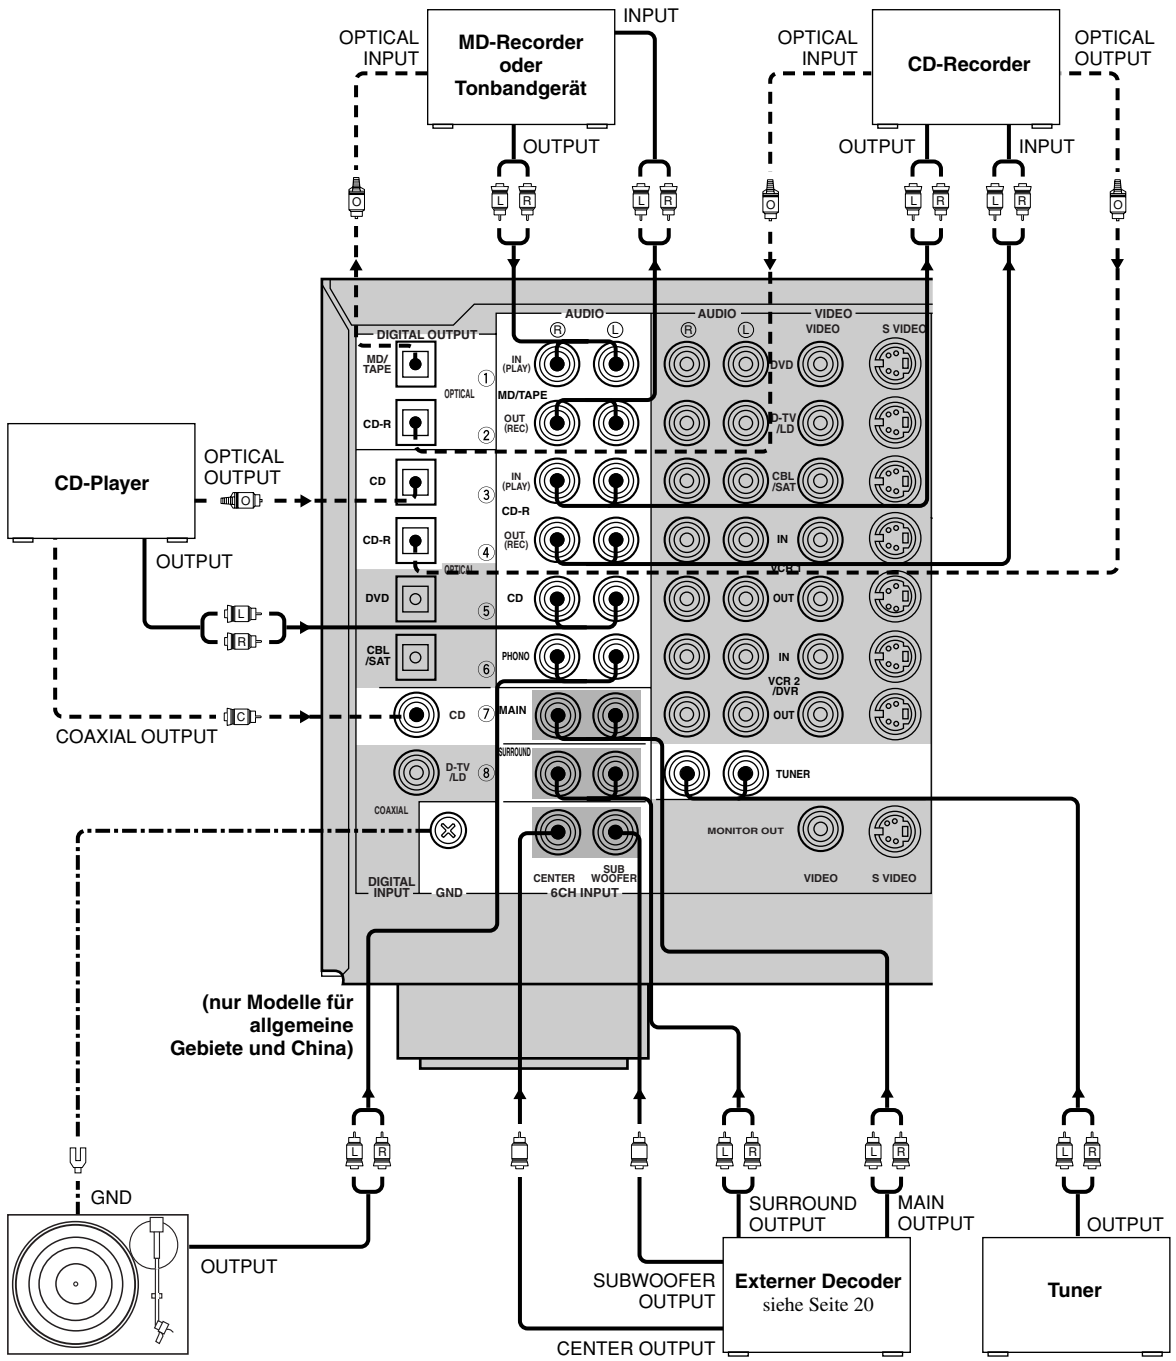 OPTICAL
INPUT
MD-Recorder
oder
Tonbandgerät
INPUT
OUTPUT
L R
L R
O
OPTICAL
INPUT
CD-Recorder
OPTICAL
OUTPUT
OUTPUT
INPUT
O
L R
L R
O
DIGITAL OUTPUT
AUDIO
R L
AUDIO
R L
VIDEO
VIDEO
S VIDEO
MD/
TAPE
1
OPTICAL
IN
(PLAY)
MD/TAPE
DVD
CD-R
2
OUT
(REC)
D-TV
/LD
CD
3
IN
(PLAY)
CD-R
CBL
/SAT
CD-R
4
OPTICAL
OUT
(REC)
IN
VCR 1
DVD
5
CD
OUT
CBL
/SAT
6
PHONO
IN
VCR 2
/DVR
CD
7
MAIN
OUT
D-TV
/LD
8
SURROUND
TUNER
COAXIAL
MONITOR OUT
DIGITAL
INPUT
GND
CENTER
SUB
WOOFER
6CH INPUT
VIDEO
S VIDEO
CD-Player
OPTICAL
OUTPUT
O
OUTPUT
L
R
C
COAXIAL OUTPUT
(nur Modelle für
allgemeine
Gebiete und China)
GND
OUTPUT
L R
L R
L R
L R
SURROUND
OUTPUT
MAIN
OUTPUT
OUTPUT
SUBWOOFER
OUTPUT
CENTER OUTPUT
Externer Decoder
siehe Seite 20
Tuner